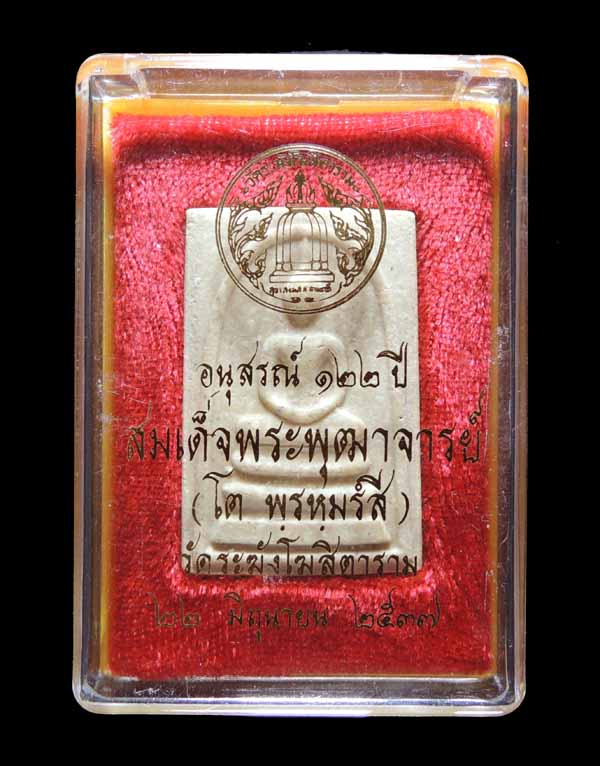 อนุสรณ์ ๑๒๒ ปี
สมเด็จพระพุฒาจารย์
(โต พฺรหฺมรํสี)
วัดระฆังโฆสิตาราม
๒๒ มิถุนายน ๒๕๓๗